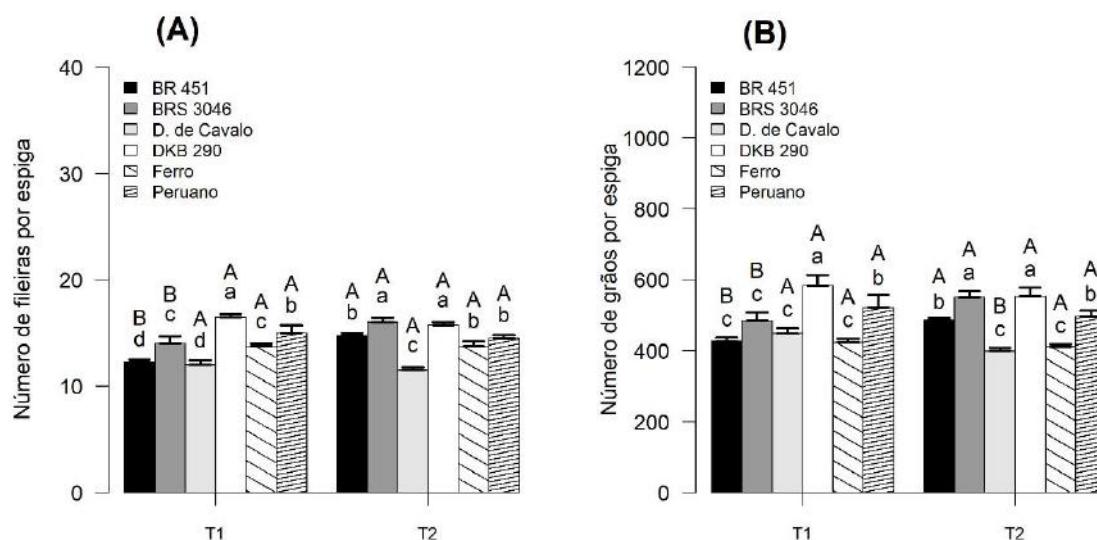 (A)
Número de fileiras por espiga
40
30
20
10
0
BR 451
BRS 3046
D. de Cavalo
DKB 290
Ferro
Peruano
B
d
B
c
A
d
A
a
A
c
A
b
A
b
A
a
A
c
A
a
A
b
A
b
T1
T2
(B)
Número de grãos por espiga
1200
1000
800
600
400
200
0
BR 451
BRS 3046
D. de Cavalo
DKB 290
Ferro
Peruano
B
c
B
c
A
c
A
a
A
c
A
b
A
b
A
a
B
c
A
a
A
c
A
b
T1
T2